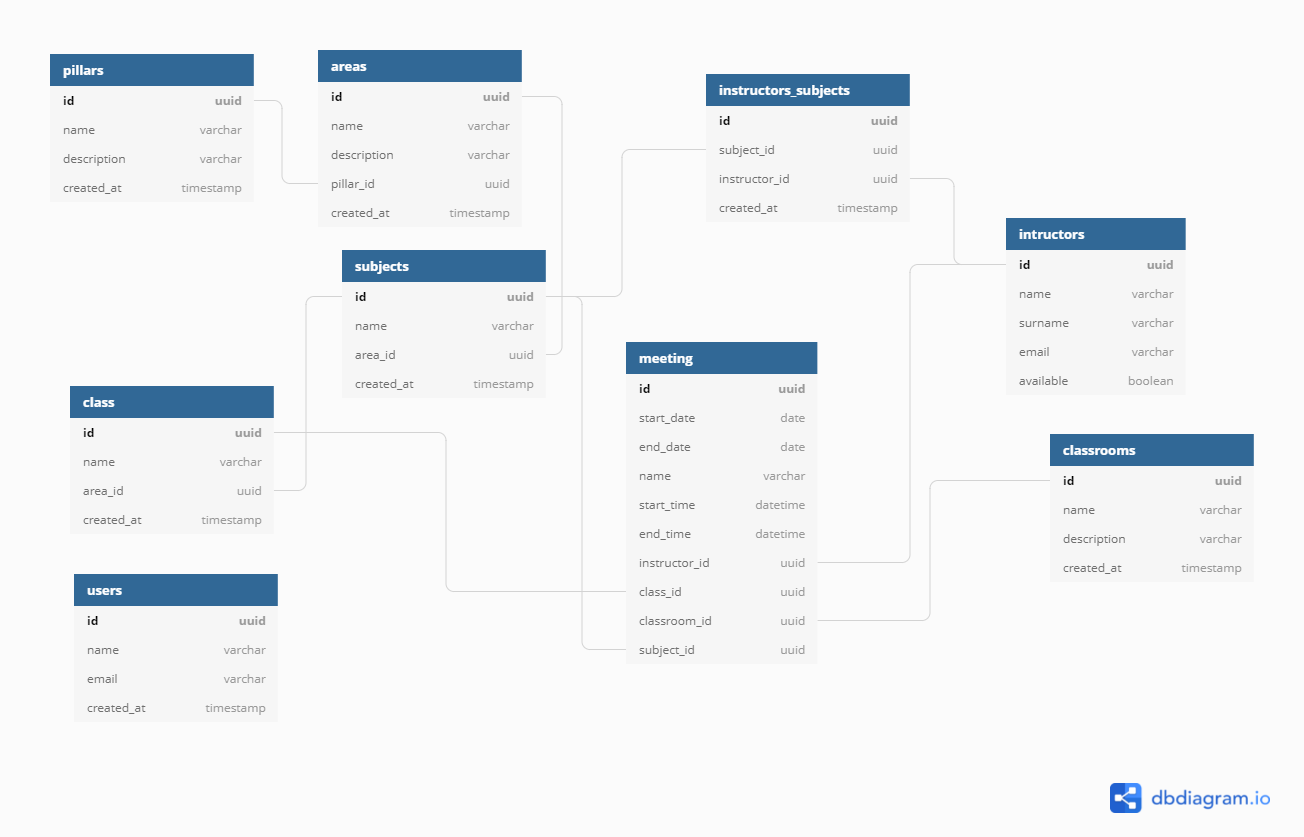 pillars
id uuid
name varchar
description varchar
created_at timestamp
areas
id uuid
name varchar
description varchar
pillar_id uuid
created_at timestamp
instructors_subjects
id uuid
subject_id uuid
instructor_id uuid
created_at timestamp
intructors
id uuid
name varchar
surname varchar
email varchar
available boolean
subjects
id uuid
name varchar
area_id uuid
created_at timestamp
meeting
id uuid
start_date date
end_date date
name varchar
start_time datetime
end_time datetime
instructor_id uuid
class_id uuid
classroom_id uuid
subject_id uuid
class
id uuid
name varchar
area_id uuid
created_at timestamp
classrooms
id uuid
name varchar
description varchar
created_at timestamp
users
id uuid
name varchar
email varchar
created_at timestamp
dbdiagram.io